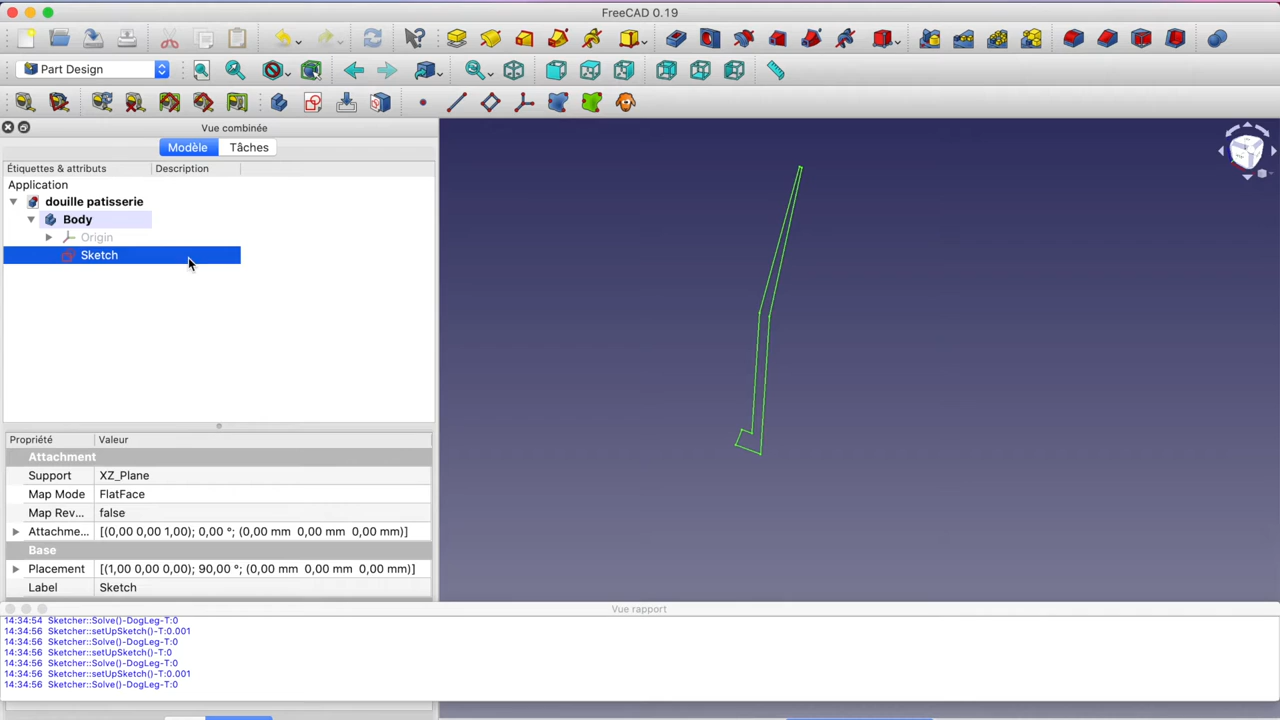 FreeCAD 0.19
Part Design
Vue combinée
Modèle Tâches
Étiquettes & attributs Description
Application
douille patisserie
Body
Origin
Sketch
Propriété Valeur
Attachment
Support XZ_Plane
Map Mode FlatFace
Map Rev... false
Attachme... [(0,00 0,00 1,00); 0,00 °; (0,00 mm 0,00 mm 0,00 mm)]
Base
Placement [(1,00 0,00 0,00); 90,00 °; (0,00 mm 0,00 mm 0,00 mm)]
Label Sketch
Vue rapport
14:34:54 Sketcher::Solve()-DogLeg-T:0
14:34:56 Sketcher::setUpSketch()-T:0.001
14:34:56 Sketcher::Solve()-DogLeg-T:0
14:34:56 Sketcher::setUpSketch()-T:0
14:34:56 Sketcher::Solve()-DogLeg-T:0
14:34:56 Sketcher::setUpSketch()-T:0.001
14:34:56 Sketcher::Solve()-DogLeg-T:0